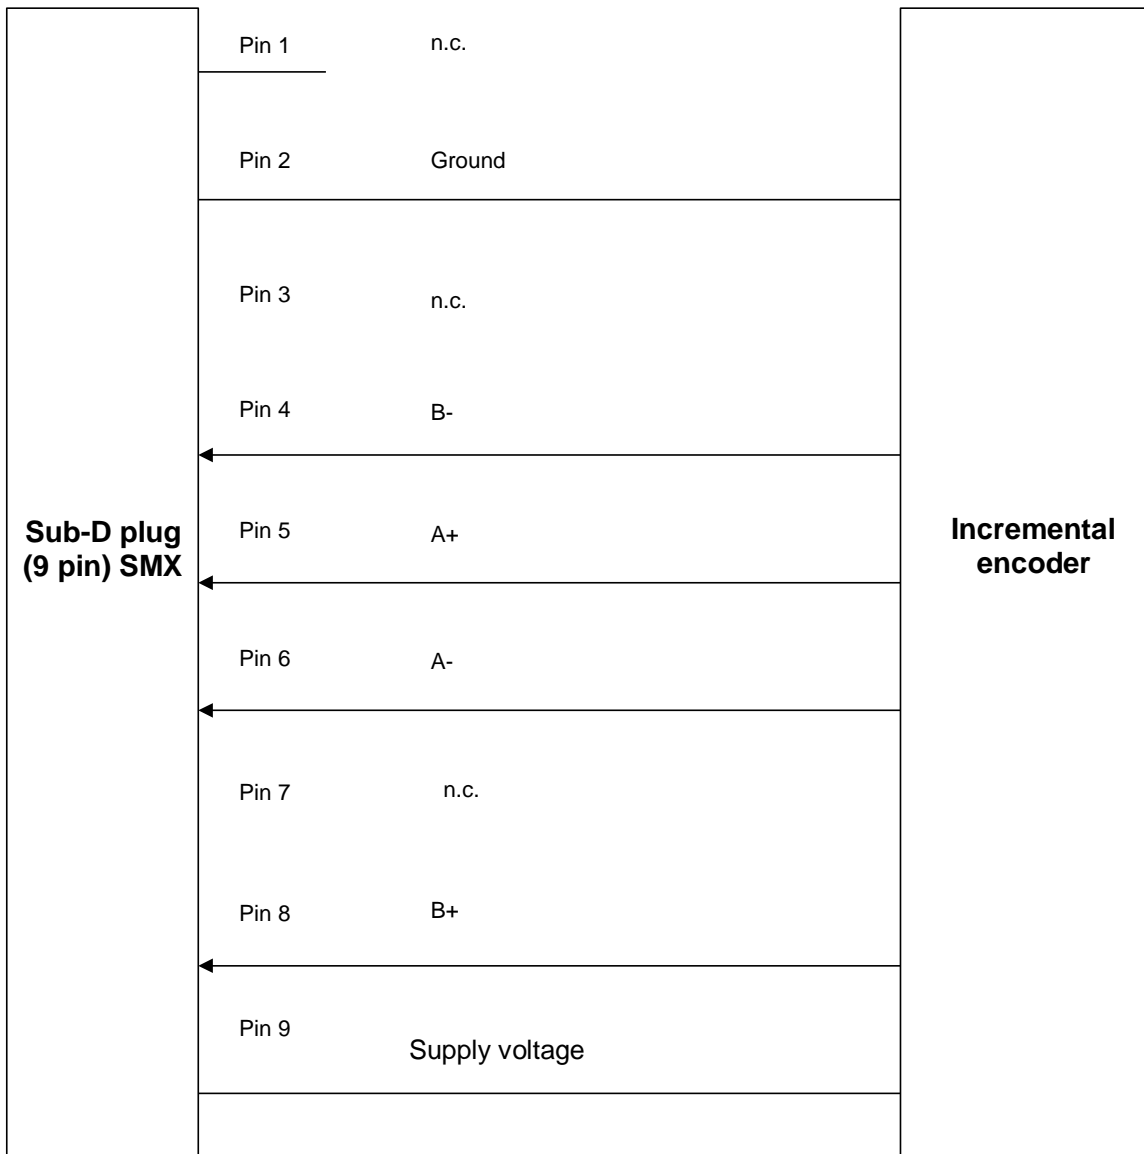 Pin 1 n.c.
Pin 2 Ground
Pin 3 n.c.
Pin 4 B-
Sub-D plug
(9 pin) SMX
Pin 5 A+
Incremental
encoder
Pin 6 A-
Pin 7 n.c.
Pin 8 B+
Pin 9 Supply voltage